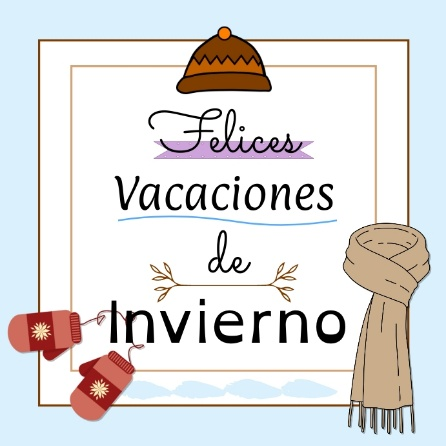 Felices
Vacaciones
de
Invierno